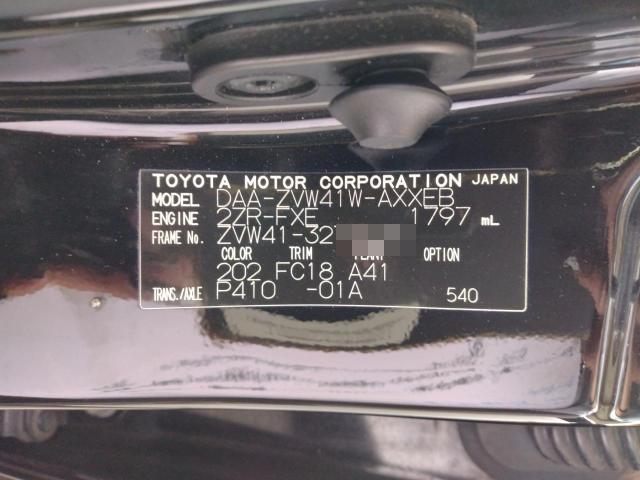 TOYOTA MOTOR CORPORATION JAPAN
MODEL DAA-ZVW41W-AXXEB
ENGINE 2ZR-FXE 1797 mL
FRAME No. ZVW41-32
COLOR TRIM PLANT OPTION
202 FC18 A41
TRANS./AXLE P410 -01A 540